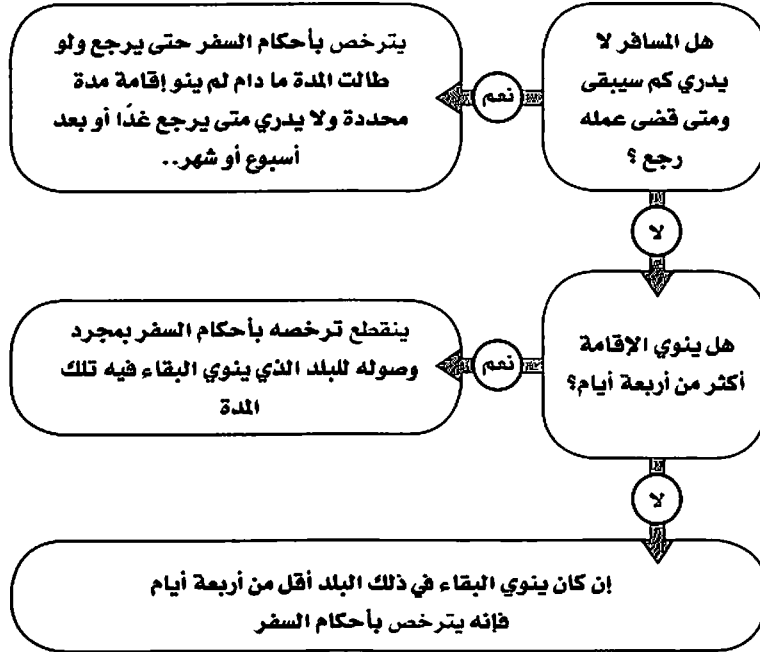 هل المسافر لا
يدري كم سيبقى
ومتى قضى عمله
رجع ؟
نعم
يترخص بأحكام السفر حتى يرجع ولو
طالت المدة ما دام لم ينو إقامة مدة
محددة ولا يدري متى يرجع غدًا أو بعد
أسبوع أو شهر..
لا
هل ينوي الإقامة
أكثر من أربعة أيام؟
نعم
ينقطع ترخصه بأحكام السفر بمجرد
وصوله للبلد الذي ينوي البقاء فيه تلك
المدة
لا
إن كان ينوي البقاء في ذلك البلد أقل من أربعة أيام
فإنه يترخص بأحكام السفر